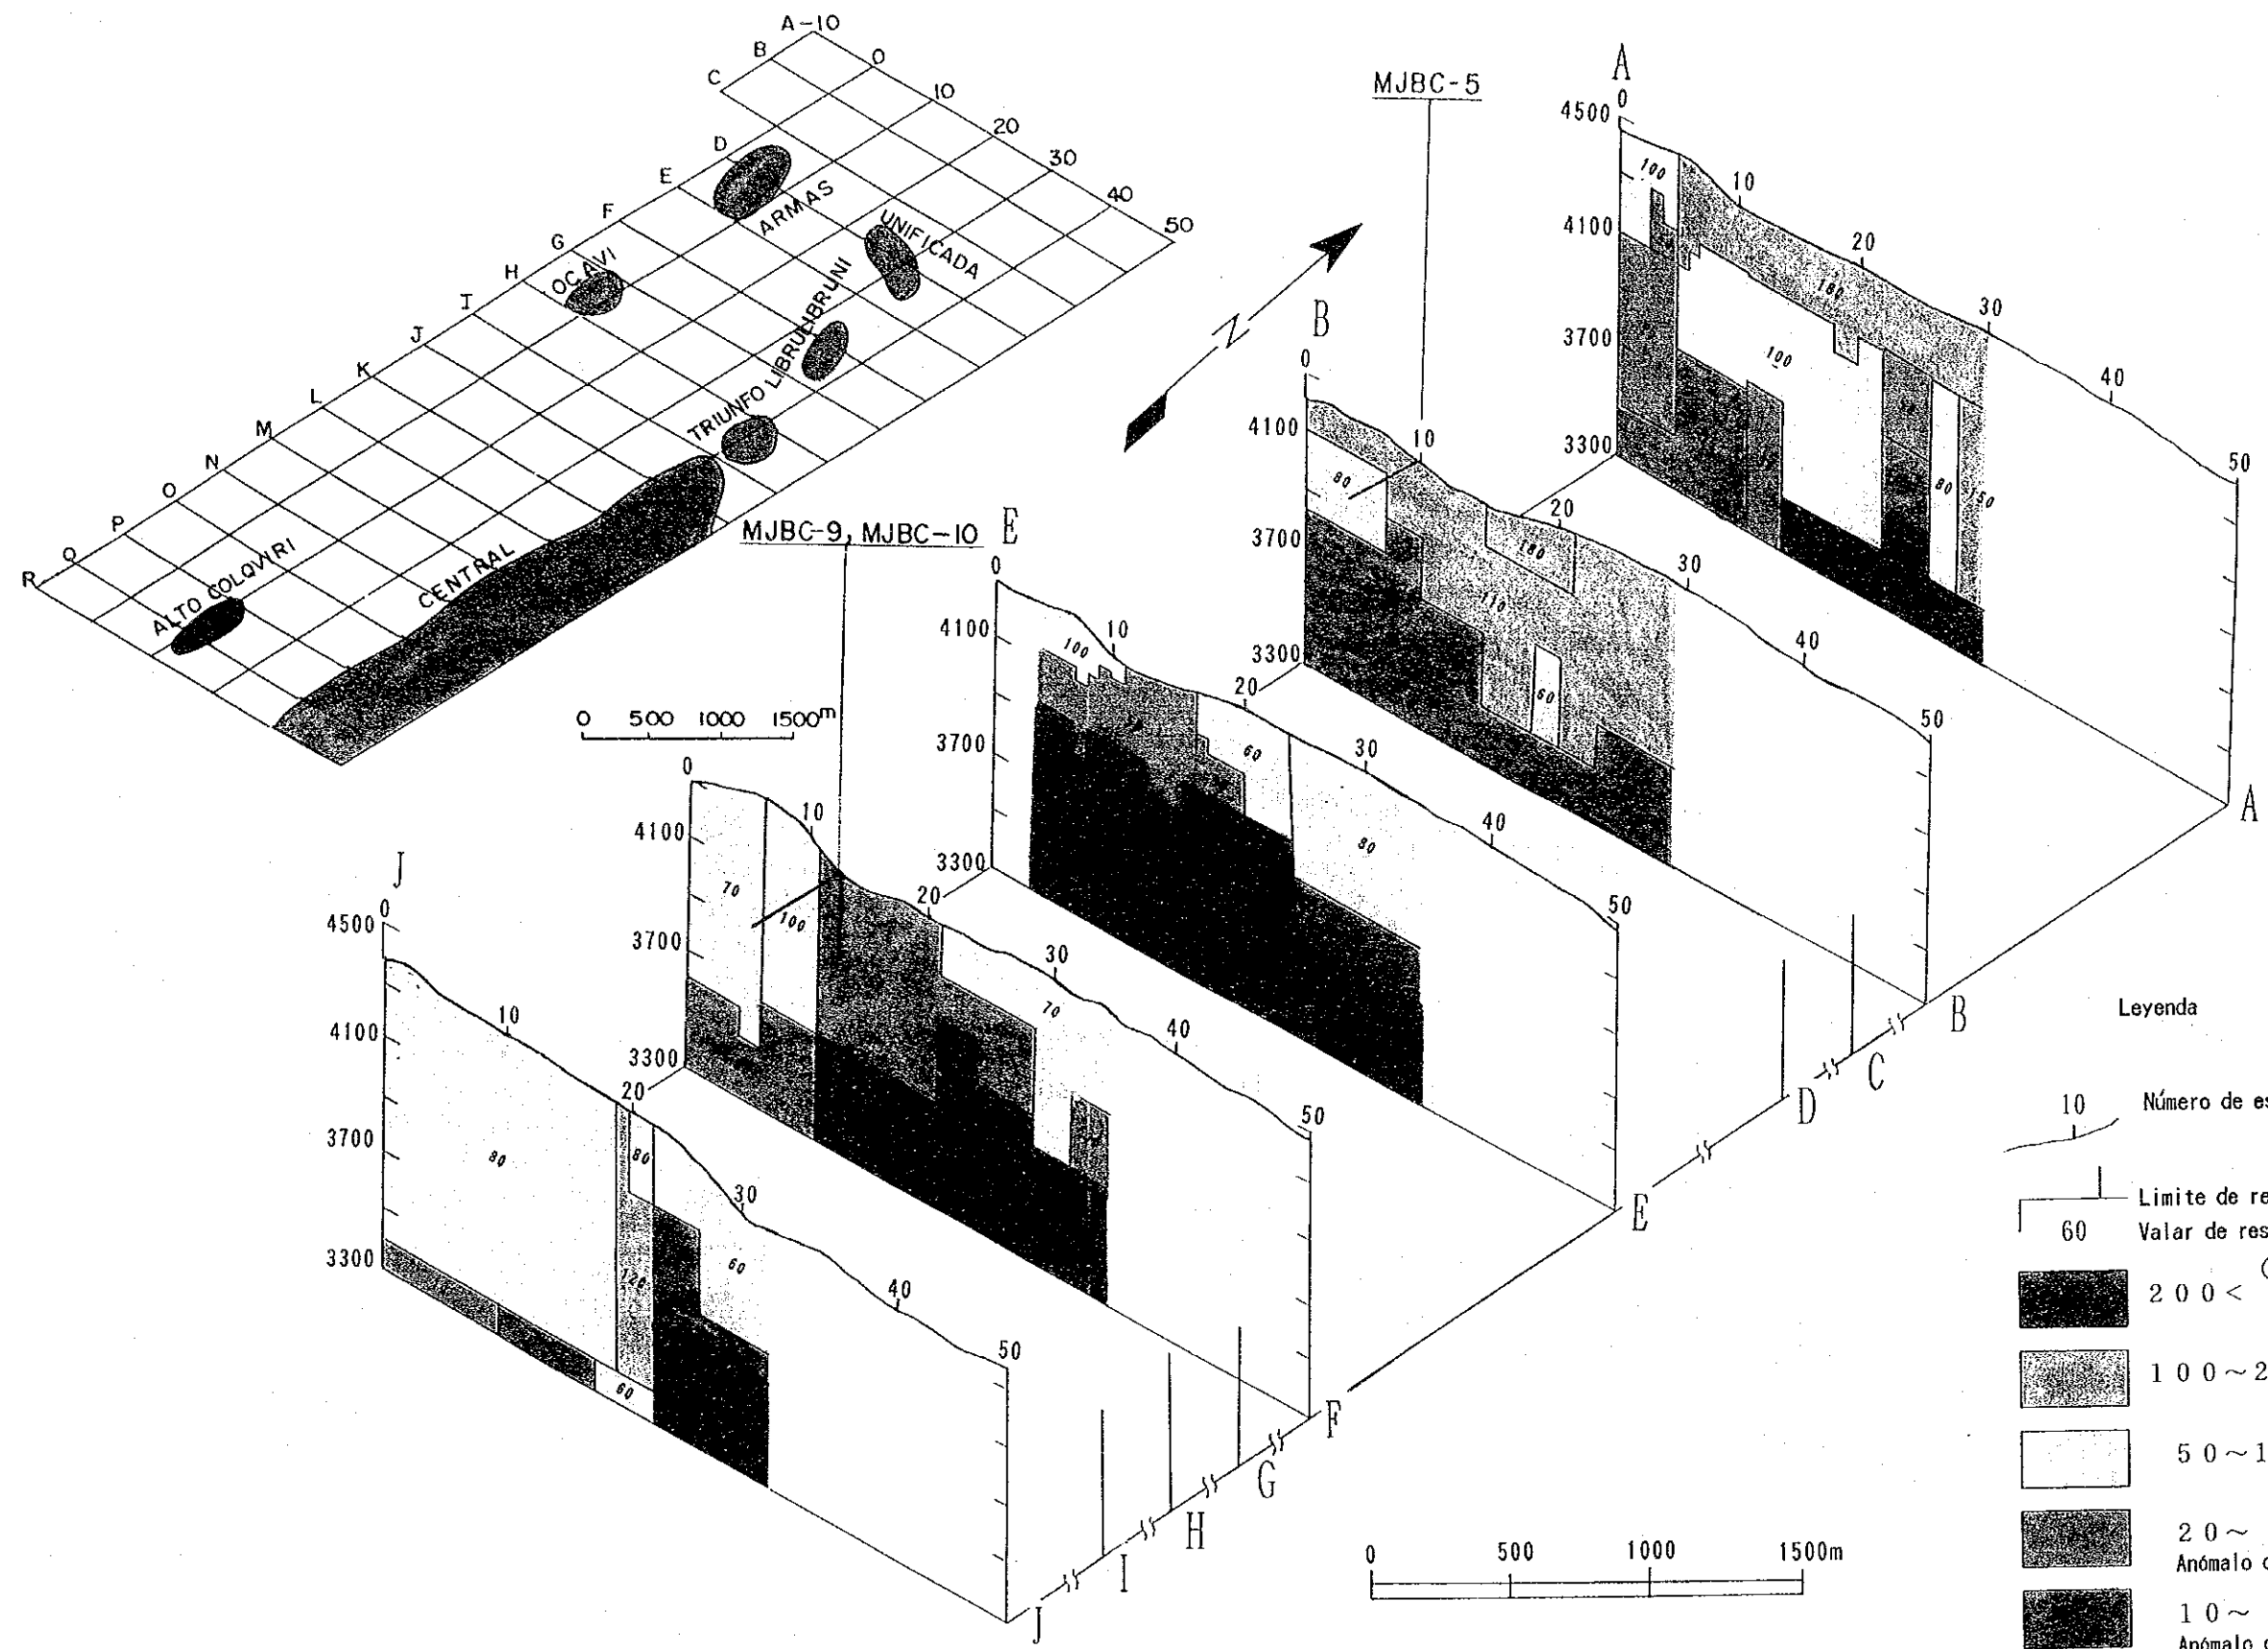 A -10
B
C
0
10
20
30
40
50
D
E
F
G
H
I
J
K
L
M
N
O
P
Q
R
ARMAS
UNIFICADA
OCAVI
LIBRULIBRUNI
TRIUNFO
CENTRAL
ALTO COLQVIRI
N
0 500 1000 1500m
MJBC-5
A
0
4500
4100
3700
3300
10
20
30
40
50
100
180
100
80
150
A
B
0
4100
3700
3300
10
20
30
40
50
80
180
110
60
B
C
D
MJBC-9, MJBC-10
E
0
4100
3700
3300
10
20
30
40
50
100
60
80
E
0
4100
3700
3300
10
20
30
40
50
70
100
70
F
G
H
I
J
0
4500
4100
3700
3300
10
20
30
40
50
80
80
120
60
60
J
0 500 1000 1500m
Leyenda
10 Número de es
Limite de re
60 Valar de res
(
200<
100~2
50~1
20~
Anómalo
10~
Anómalo